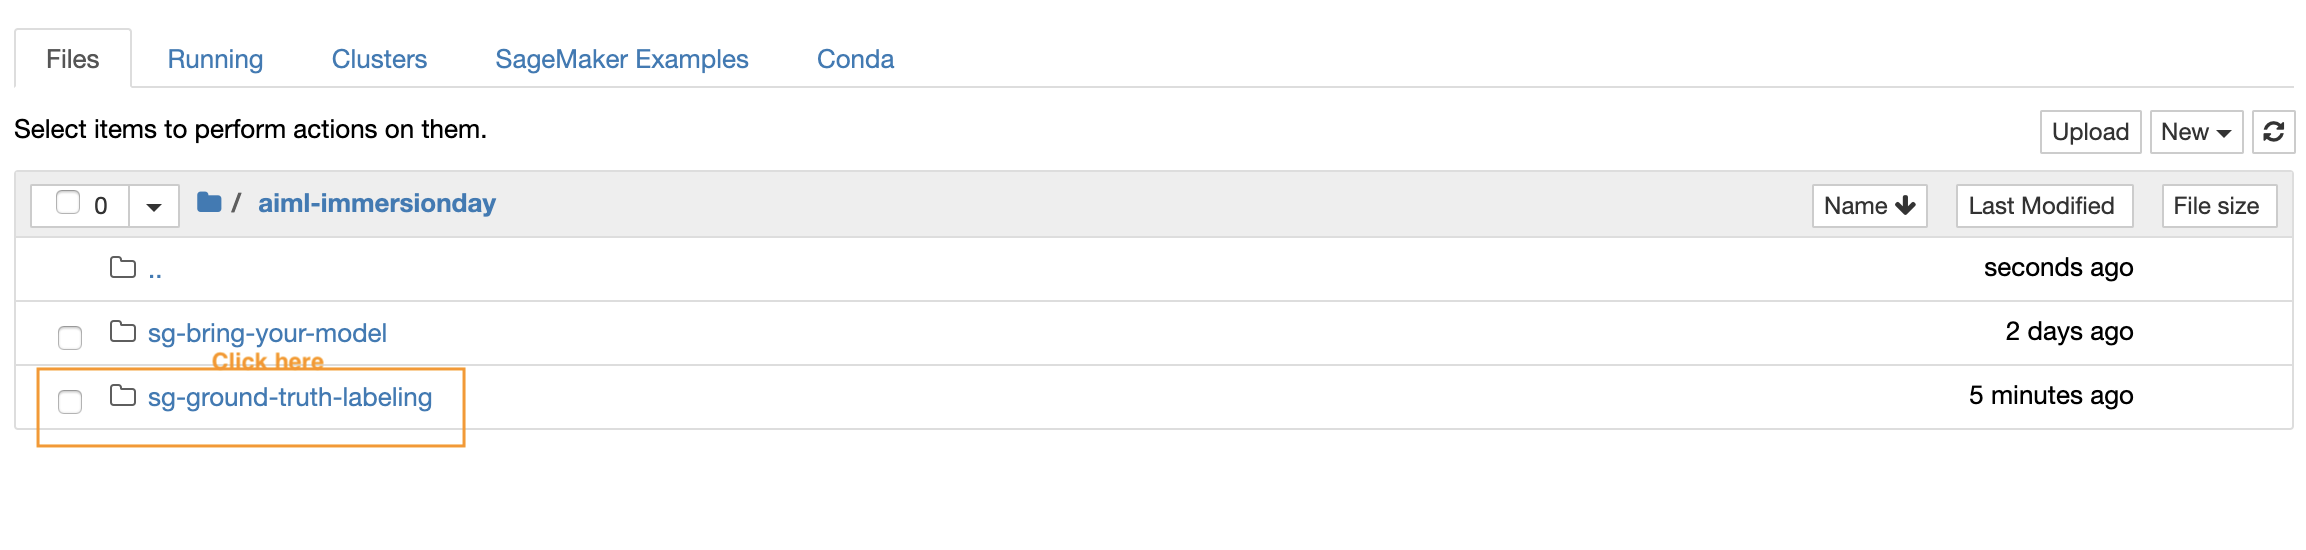 Files Running Clusters SageMaker Examples Conda
Select items to perform actions on them.
Upload New
0 / aiml-immersionday Name Last Modified File size
.. seconds ago
sg-bring-your-model 2 days ago
Click here
sg-ground-truth-labeling 5 minutes ago